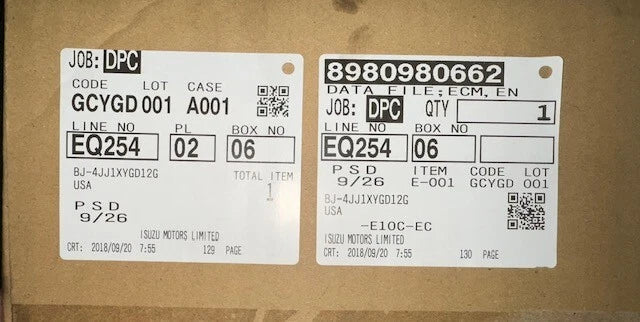 JOB: DPC
CODE LOT CASE
GCYGD 001 A001
LINE NO PL BOX NO
EQ254 02 06
BJ-4JJ1XYGD12G
USA
TOTAL ITEM
1
PSD
9/26
ISUZU MOTORS LIMITED
CRT: 2018/09/20 7:55 129 PAGE
8980980662
DATA FILE;ECM,EN
JOB: DPC QTY 1
LINE NO BOX NO
EQ254 06
PSD ITEM CODE LOT
9/26 E-001 GCYGD 001
BJ-4JJ1XYGD12G
USA
-E10C-EC
ISUZU MOTORS LIMITED
CRT: 2018/09/20 7:55 130 PAGE